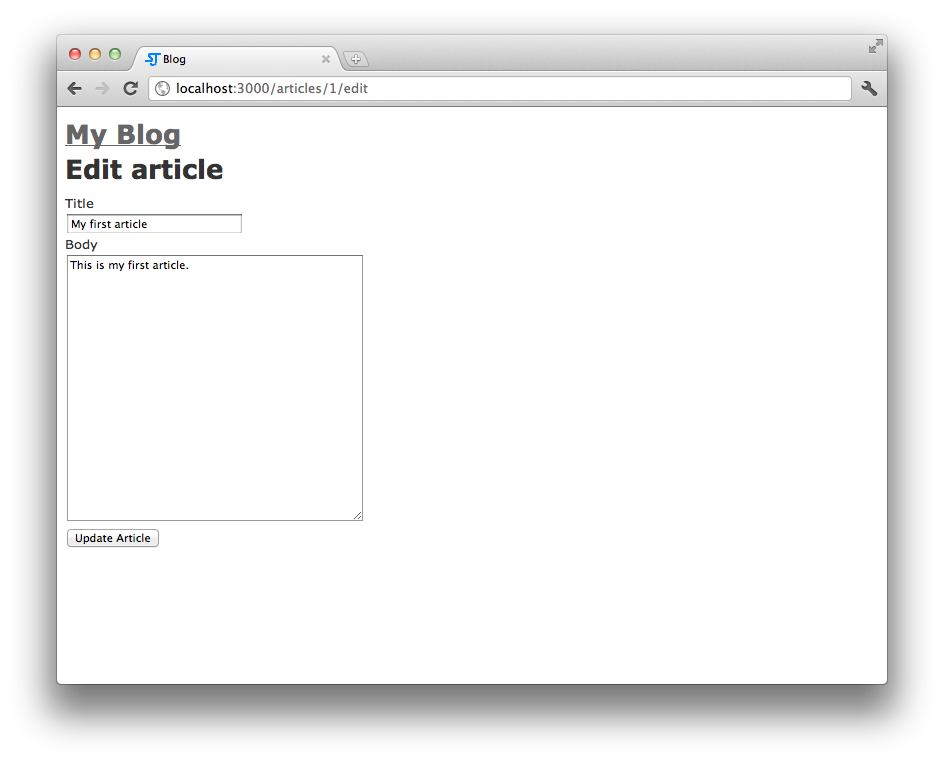 Blog
localhost:3000/articles/1/edit
My Blog
Edit article
Title
My first article
Body
This is my first article.
Update Article